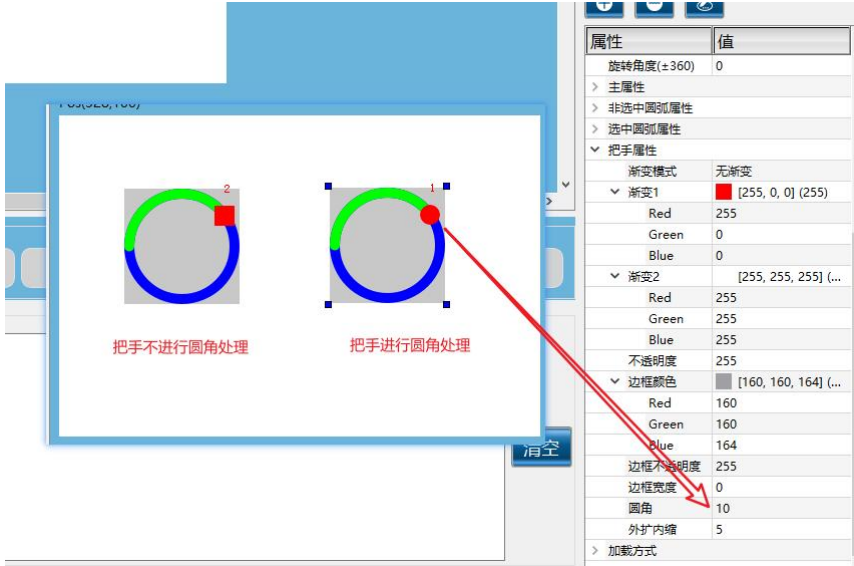 属性 值
旋转角度(±360) 0
主属性
非选中圆弧属性
选中圆弧属性
把手属性
渐变模式 无渐变
渐变1 [255, 0, 0] (255)
Red 255
Green 0
Blue 0
渐变2 [255, 255, 255] (...
Red 255
Green 255
Blue 255
不透明度 255
边框颜色 [160, 160, 164] (...
Red 160
Green 160
Blue 164
边框不透明度 255
边框宽度 0
圆角 10
外扩内缩 5
加载方式
2
1
把手不进行圆角处理
把手进行圆角处理
清空